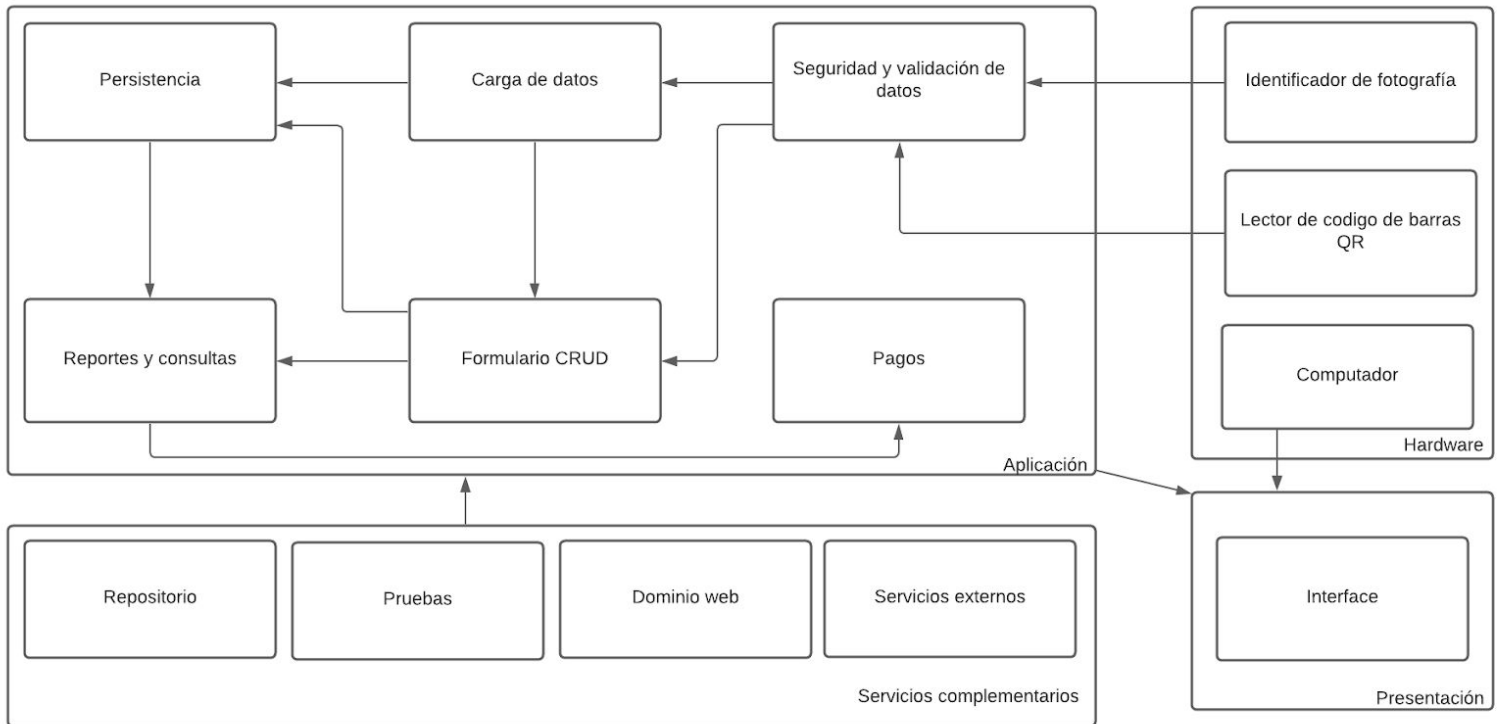 Persistencia
Carga de datos
Seguridad y validación de
datos
Identificador de fotografía
Lector de codigo de barras
QR
Reportes y consultas
Formulario CRUD
Pagos
Computador
Hardware
Aplicación
Repositorio
Pruebas
Dominio web
Servicios externos
Interface
Servicios complementarios
Presentación